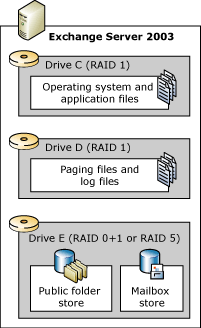 Exchange Server 2003
Drive C (RAID 1)
Operating system and
application files
Drive D (RAID 1)
Paging files and
log files
Drive E (RAID 0+1 or RAID 5)
Public folder
store
Mailbox
store